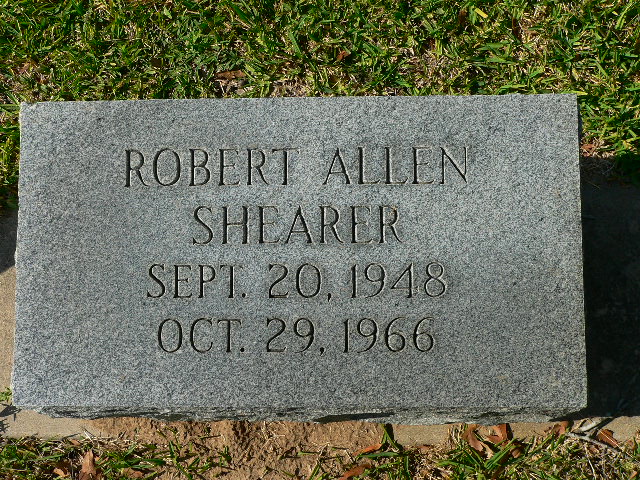 ROBERT ALLEN
SHEARER
SEPT. 20, 1948
OCT. 29, 1966